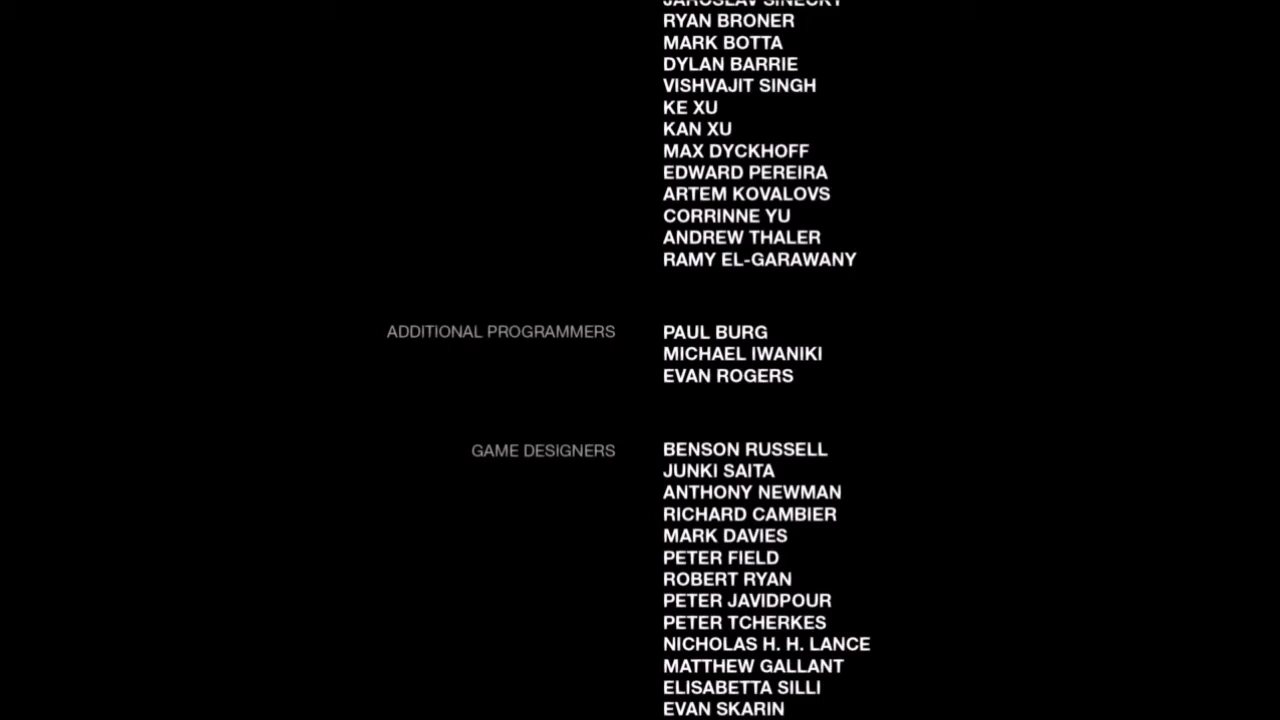 JAROSLAV SINECKY
RYAN BRONER
MARK BOTTA
DYLAN BARRIE
VISHVAJIT SINGH
KE XU
KAN XU
MAX DYCKHOFF
EDWARD PEREIRA
ARTEM KOVALOVS
CORRINNE YU
ANDREW THALER
RAMY EL-GARAWANY
ADDITIONAL PROGRAMMERS PAUL BURG
MICHAEL IWANIKI
EVAN ROGERS
GAME DESIGNERS BENSON RUSSELL
JUNKI SAITA
ANTHONY NEWMAN
RICHARD CAMBIER
MARK DAVIES
PETER FIELD
ROBERT RYAN
PETER JAVIDPOUR
PETER TCHERKES
NICHOLAS H. H. LANCE
MATTHEW GALLANT
ELISABETTA SILLI
EVAN SKARIN